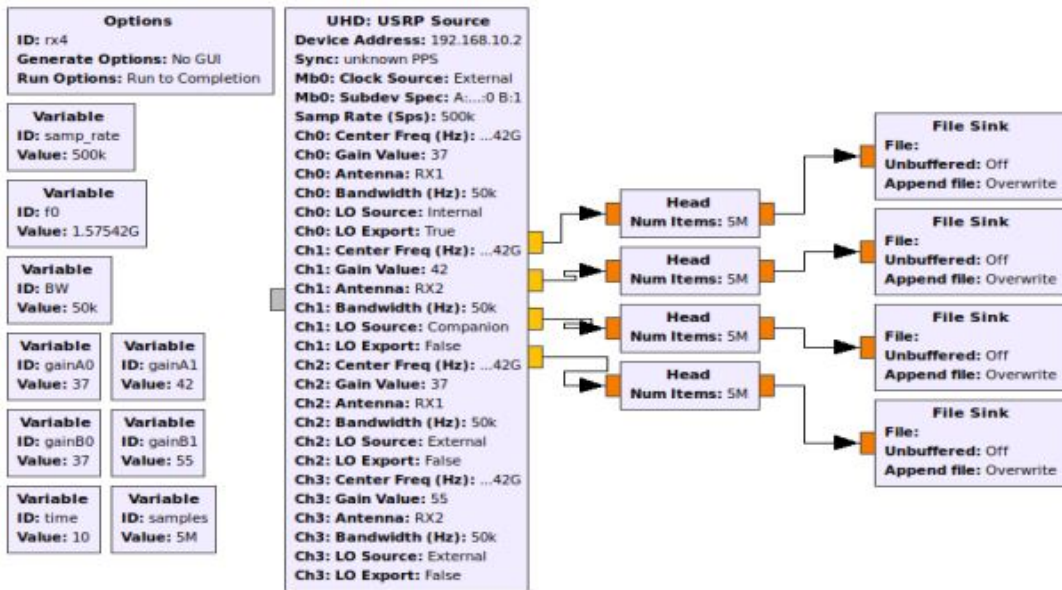 Options
ID: rx4
Generate Options: No GUI
Run Options: Run to Completion
Variable
ID: samp_rate
Value: 500k
Variable
ID: f0
Value: 1.57542G
Variable
ID: BW
Value: 50k
Variable
ID: gainA0
Value: 37
Variable
ID: gainA1
Value: 42
Variable
ID: gainB0
Value: 37
Variable
ID: gainB1
Value: 55
Variable
ID: time
Value: 10
Variable
ID: samples
Value: 5M
UHD: USRP Source
Device Address: 192.168.10.2
Sync: unknown PPS
Mb0: Clock Source: External
Mb0: Subdev Spec: A:...:0 B:1
Samp Rate (Sps): 500k
Ch0: Center Freq (Hz): ...42G
Ch0: Gain Value: 37
Ch0: Antenna: RX1
Ch0: Bandwidth (Hz): 50k
Ch0: LO Source: Internal
Ch0: LO Export: True
Ch1: Center Freq (Hz): ...42G
Ch1: Gain Value: 42
Ch1: Antenna: RX2
Ch1: Bandwidth (Hz): 50k
Ch1: LO Source: Companion
Ch1: LO Export: False
Ch2: Center Freq (Hz): ...42G
Ch2: Gain Value: 37
Ch2: Antenna: RX1
Ch2: Bandwidth (Hz): 50k
Ch2: LO Source: External
Ch2: LO Export: False
Ch3: Center Freq (Hz): ...42G
Ch3: Gain Value: 55
Ch3: Antenna: RX2
Ch3: Bandwidth (Hz): 50k
Ch3: LO Source: External
Ch3: LO Export: False
Head
Num Items: 5M
Head
Num Items: 5M
Head
Num Items: 5M
Head
Num Items: 5M
File Sink
File:
Unbuffered: Off
Append file: Overwrite
File Sink
File:
Unbuffered: Off
Append file: Overwrite
File Sink
File:
Unbuffered: Off
Append file: Overwrite
File Sink
File:
Unbuffered: Off
Append file: Overwrite